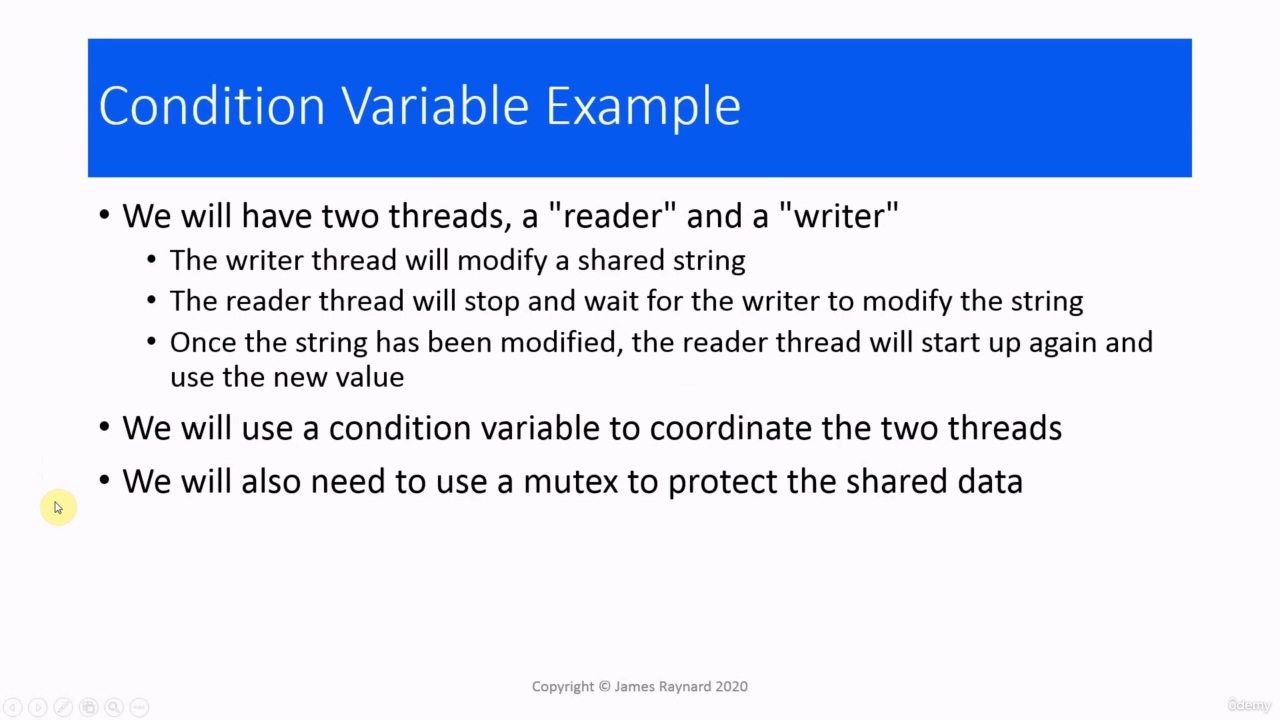 Condition Variable Example
• We will have two threads, a "reader" and a "writer"
• The writer thread will modify a shared string
• The reader thread will stop and wait for the writer to modify the string
• Once the string has been modified, the reader thread will start up again and
use the new value
• We will use a condition variable to coordinate the two threads
• We will also need to use a mutex to protect the shared data
Copyright © James Raynard 2020
ûdemy